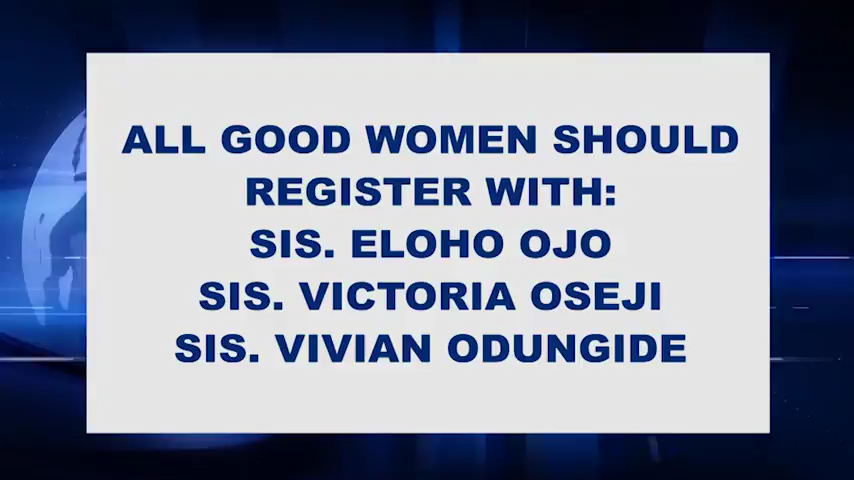 ALL GOOD WOMEN SHOULD
REGISTER WITH:
SIS. ELOHO OJO
SIS. VICTORIA OSEJI
SIS. VIVIAN ODUNGIDE